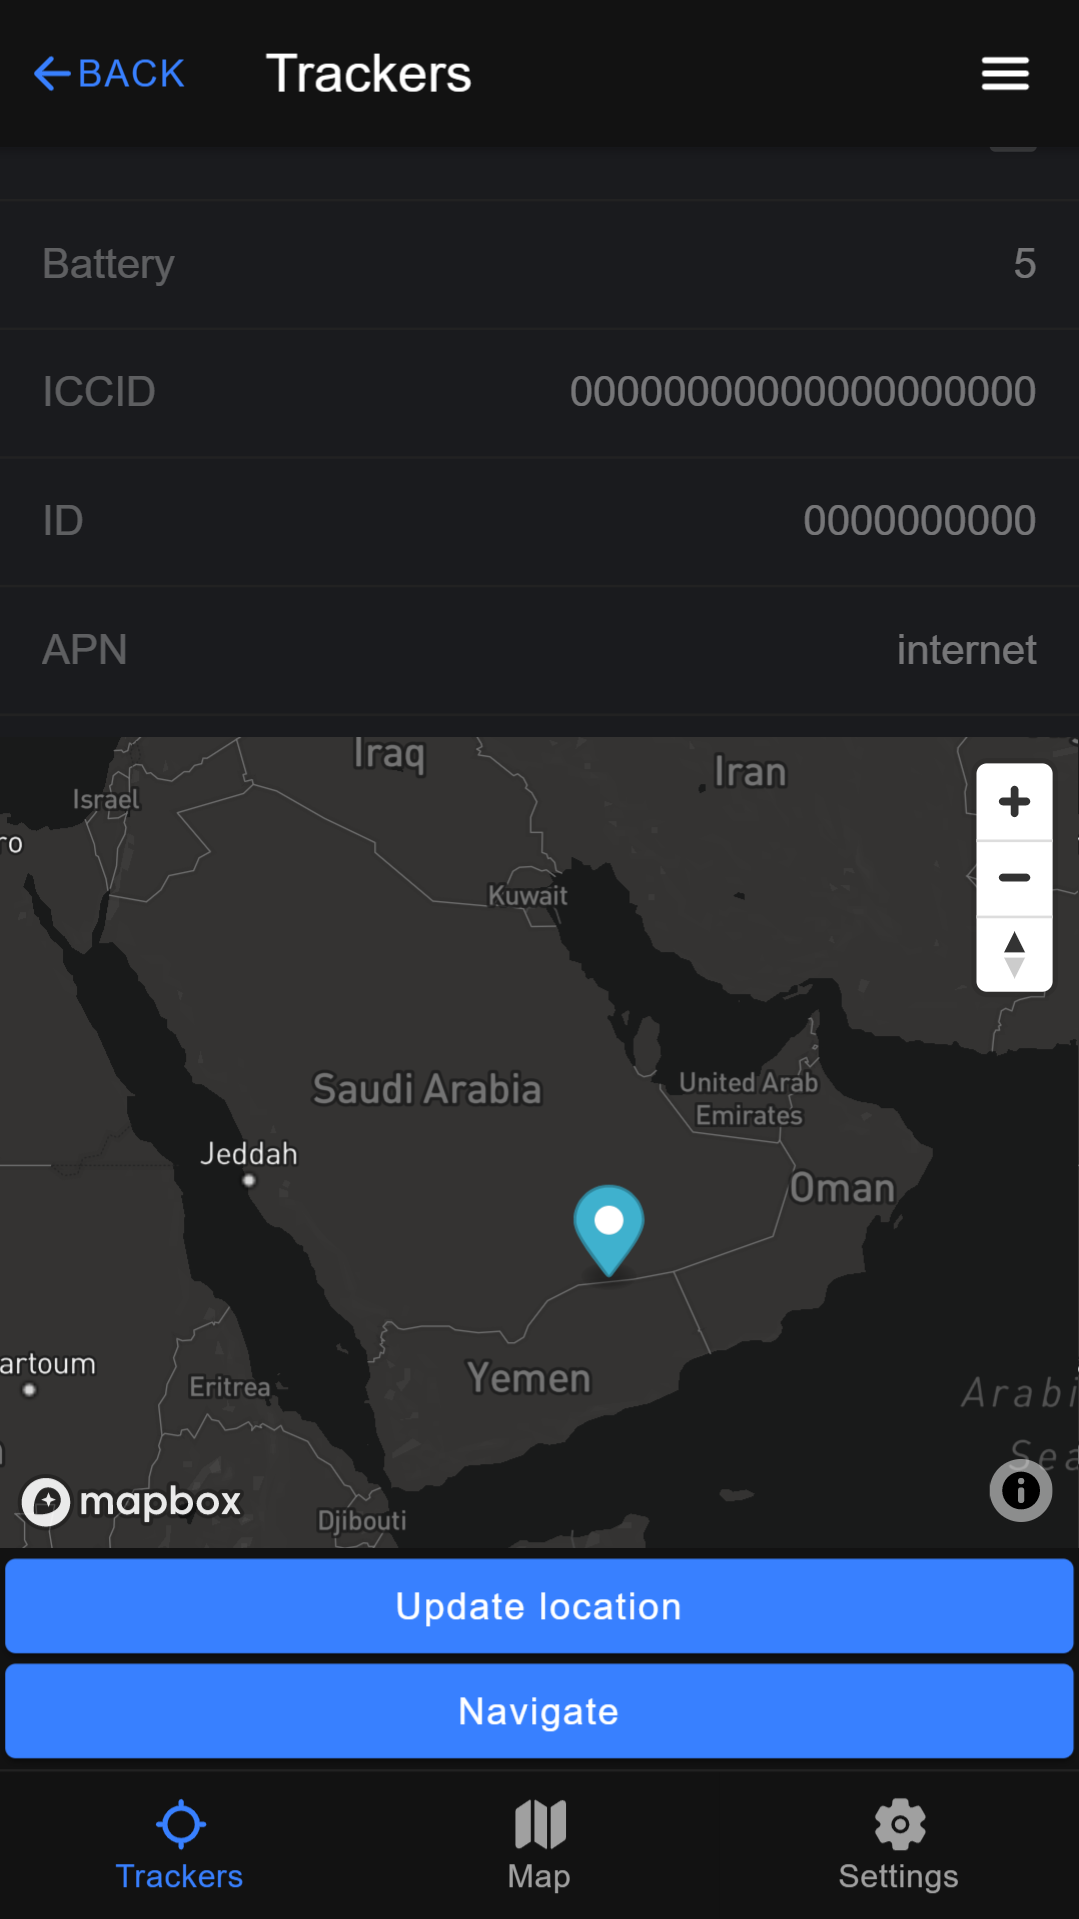 BACK Trackers
Battery 5
ICCID 00000000000000000000
ID 0000000000
APN internet
Iraq
Iran
Israel
ro
Kuwait
Saudi Arabia
United Arab
Emirates
Jeddah
Oman
artoum
Yemen
Eritrea
Arabi
Sea
mapbox
Djibouti
Update location
Navigate
Trackers Map Settings